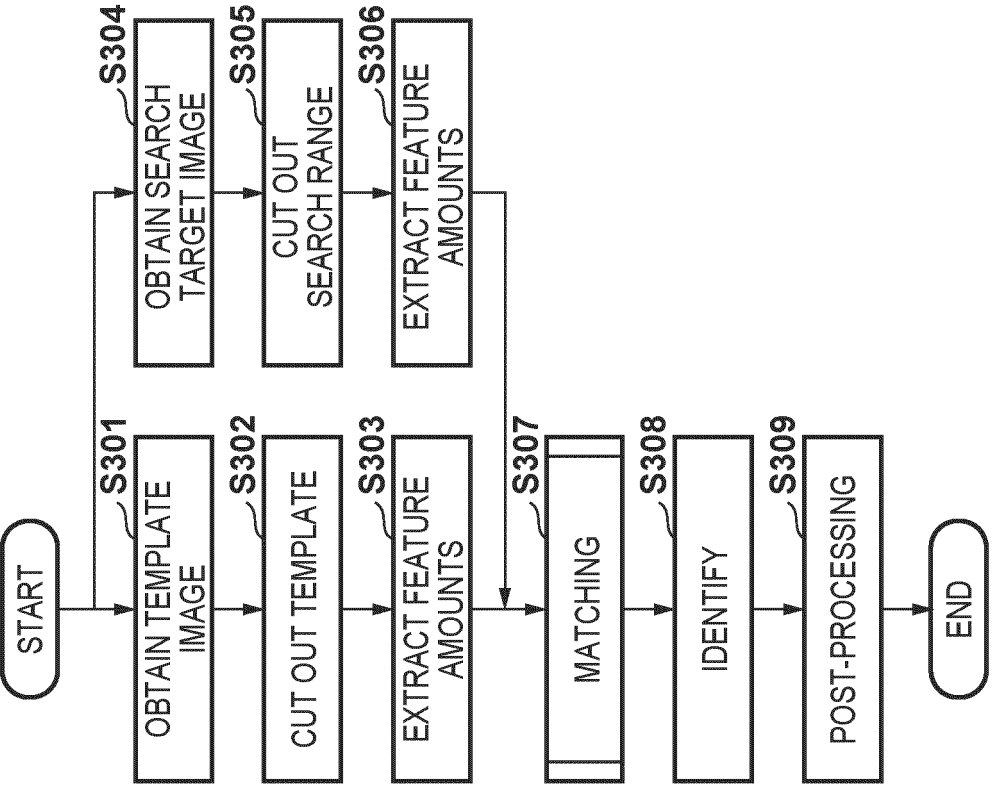 START
S301
OBTAIN TEMPLATE
IMAGE
S302
CUT OUT TEMPLATE
S303
EXTRACT FEATURE
AMOUNTS
S304
OBTAIN SEARCH
TARGET IMAGE
S305
CUT OUT
SEARCH RANGE
S306
EXTRACT FEATURE
AMOUNTS
S307
MATCHING
S308
IDENTIFY
S309
POST-PROCESSING
END